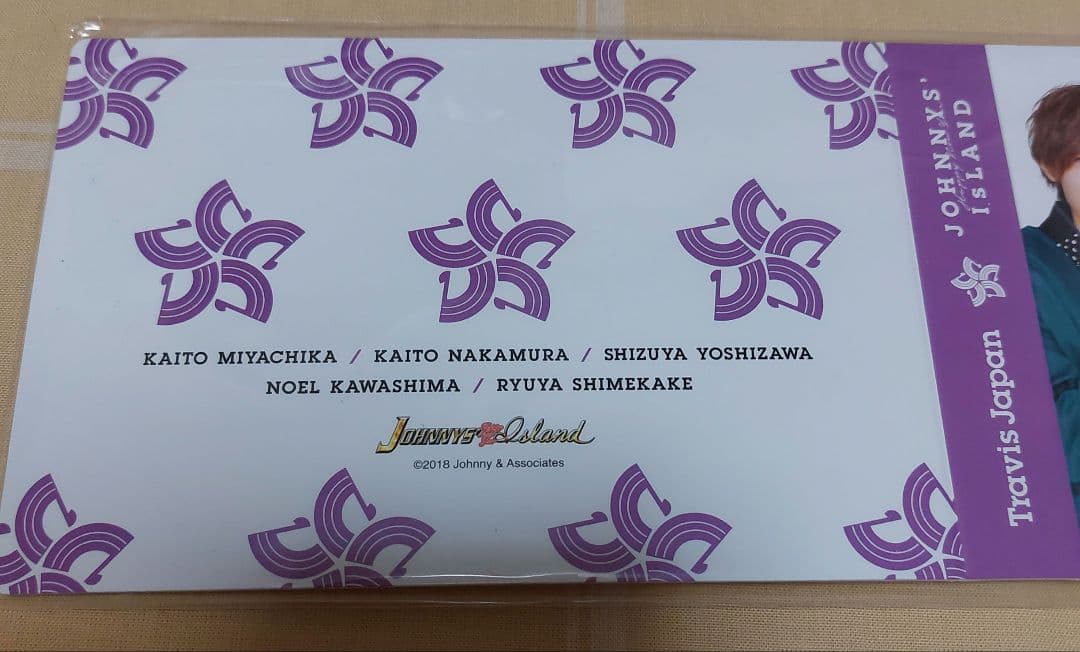 KAITO MIYACHIKA / KAITO NAKAMURA / SHIZUYA YOSHIZAWA
NOEL KAWASHIMA / RYUYA SHIMEKAKE
JOHNNYS' Island
©2018 Johnny & Associates
JOHNNYS'
IsLAND
Travis Japan